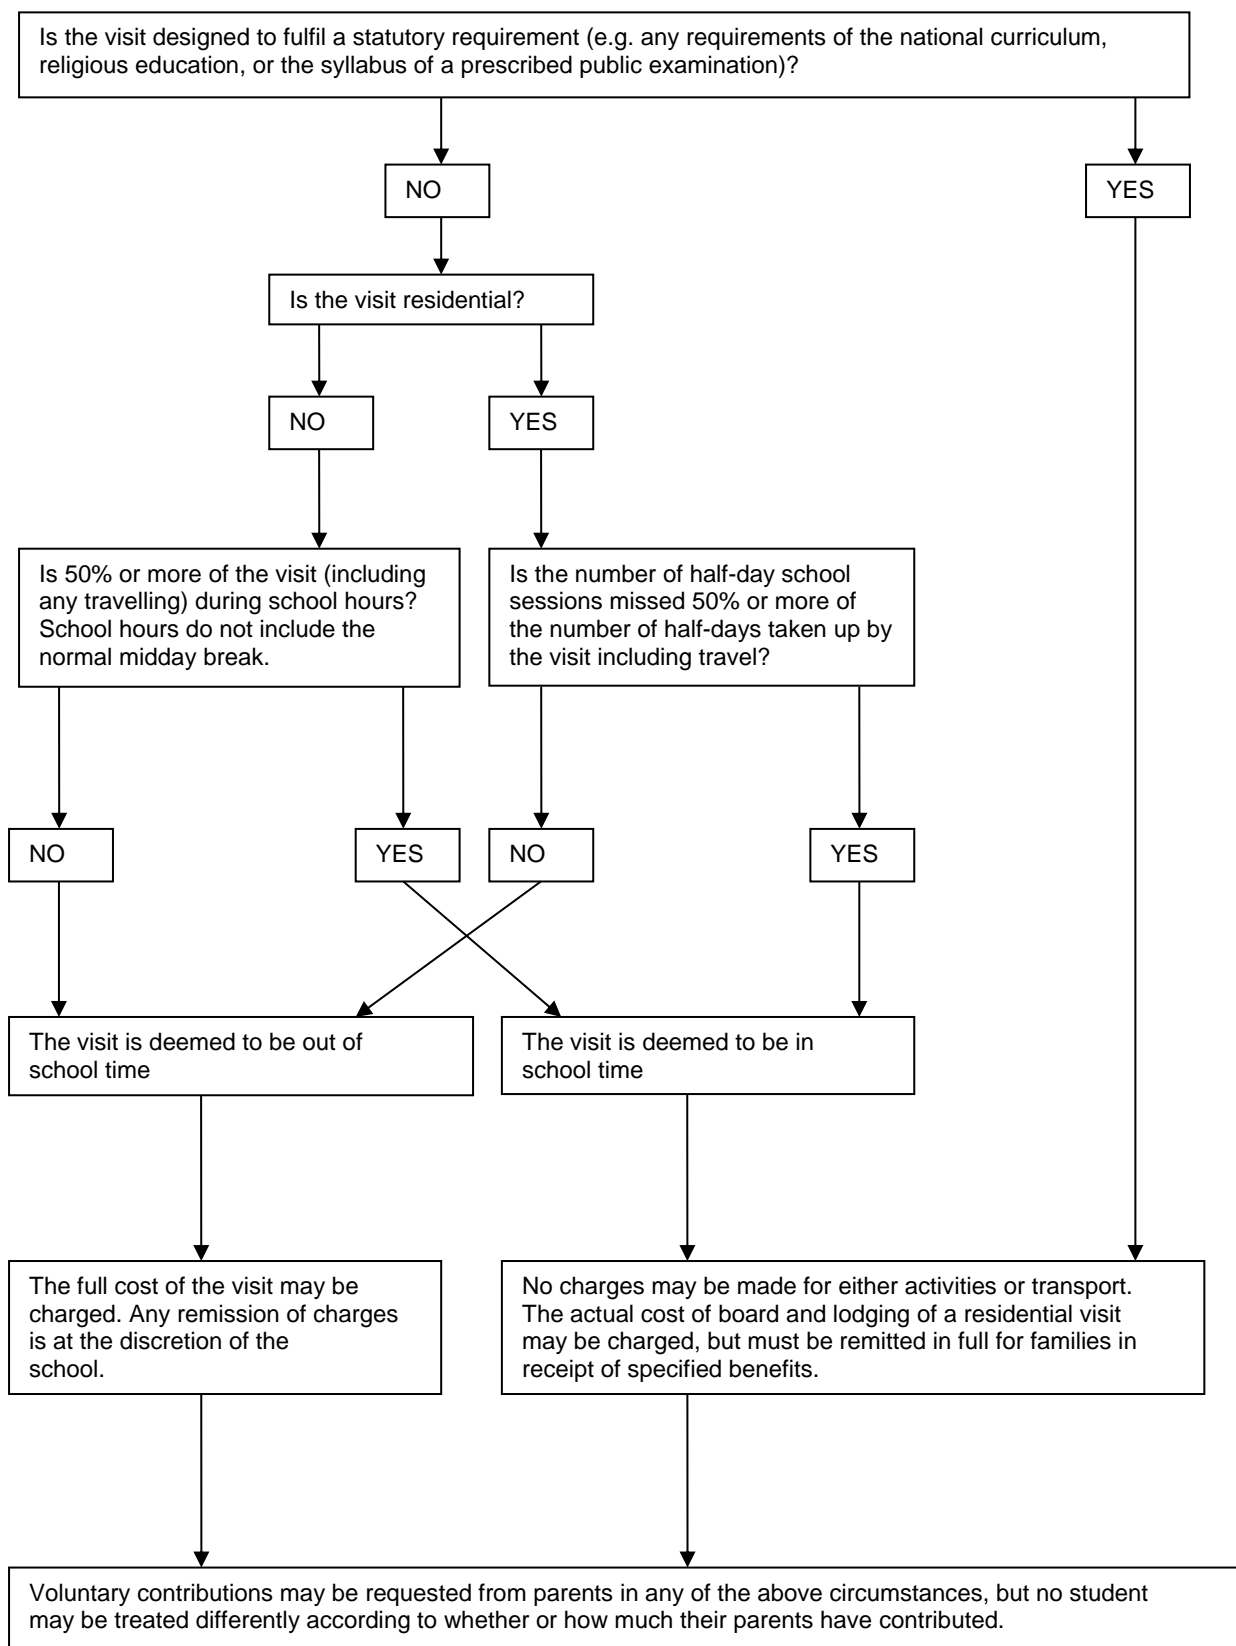 Is the visit designed to fulfil a statutory requirement (e.g. any requirements of the national curriculum,
religious education, or the syllabus of a prescribed public examination)?
NO
YES
Is the visit residential?
NO
YES
Is 50% or more of the visit (including
any travelling) during school hours?
School hours do not include the
normal midday break.
Is the number of half-day school
sessions missed 50% or more of
the number of half-days taken up by
the visit including travel?
NO
YES
NO
YES
The visit is deemed to be out of
school time
The visit is deemed to be in
school time
The full cost of the visit may be
charged. Any remission of charges
is at the discretion of the
school.
No charges may be made for either activities or transport.
The actual cost of board and lodging of a residential visit
may be charged, but must be remitted in full for families in
receipt of specified benefits.
Voluntary contributions may be requested from parents in any of the above circumstances, but no student
may be treated differently according to whether or how much their parents have contributed.